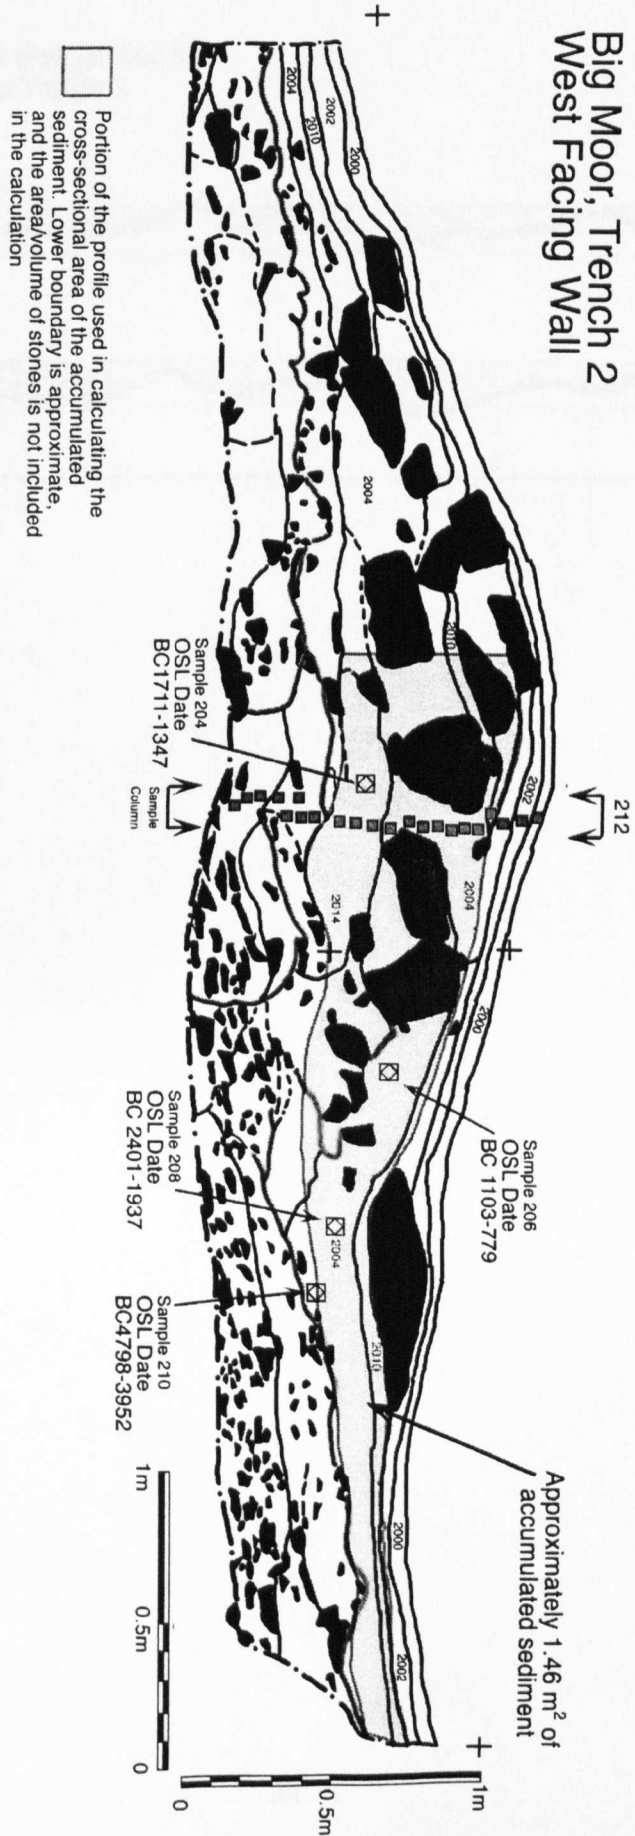 Big Moor, Trench 2
West Facing Wall
212
2004
2002
2010
2000
2004
2010
2002
2004
2000
2014
2004
2010
2000
2002
Sample 206
OSL Date
BC 1103-779
Approximately 1.46 m² of
accumulated sediment
Sample 204
OSL Date
BC1711-1347
Sample
Column
Sample 208
OSL Date
BC 2401-1937
Sample 210
OSL Date
BC4798-3952
Portion of the profile used in calculating the
cross-sectional area of the accumulated
sediment. Lower boundary is approximate,
and the area/volume of stones is not included
in the calculation
1m
0.5m
0
1m
0.5m
0